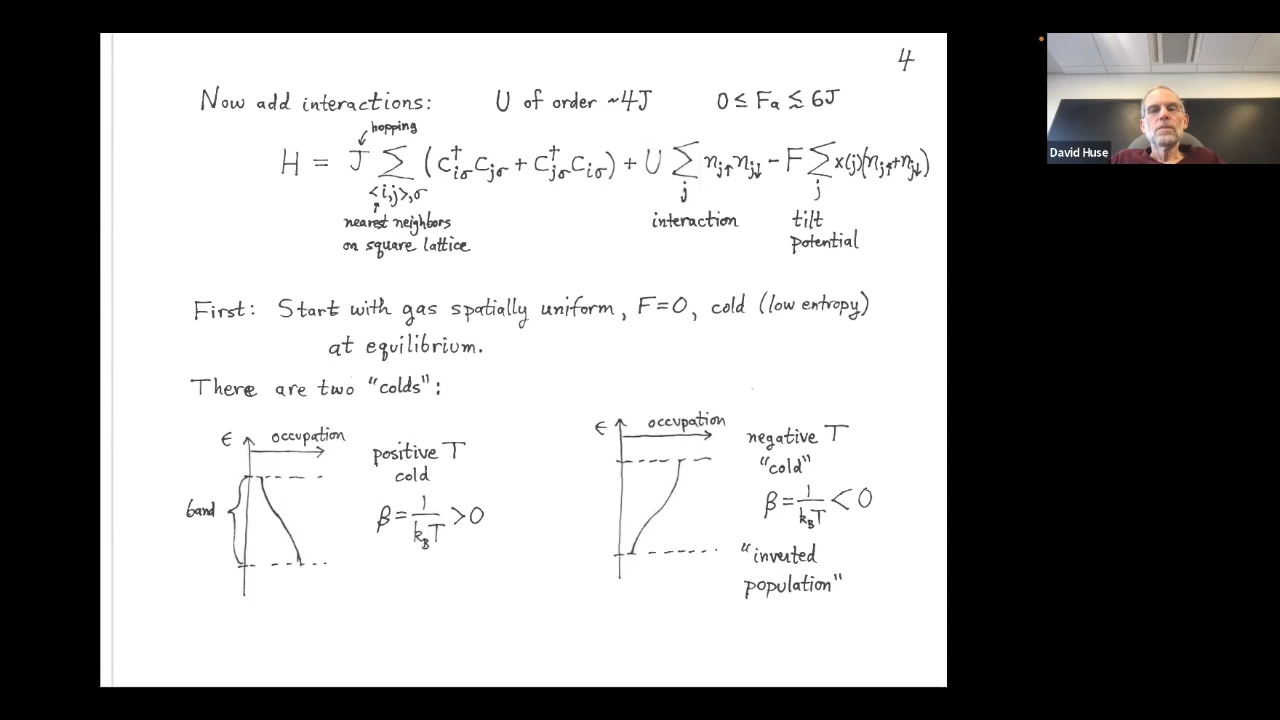 4
Now add interactions: U of order ~4J 0 ≤ Fa ≲ 6J
hopping
H = J ∑ (c†iσ cjσ + c†jσ ciσ) + U ∑ nj↑ nj↓ - F ∑ x(j)(nj↑+nj↓)
<i,j>,σ j j
nearest neighbors
on square lattice
interaction
tilt
potential
First: Start with gas spatially uniform, F=0, cold (low entropy)
at equilibrium.
There are two "colds":
ϵ occupation
positive T
cold
β = 1/kBT > 0
band
ϵ occupation
negative T
"cold"
β = 1/kBT < 0
"inverted
population"
David Huse